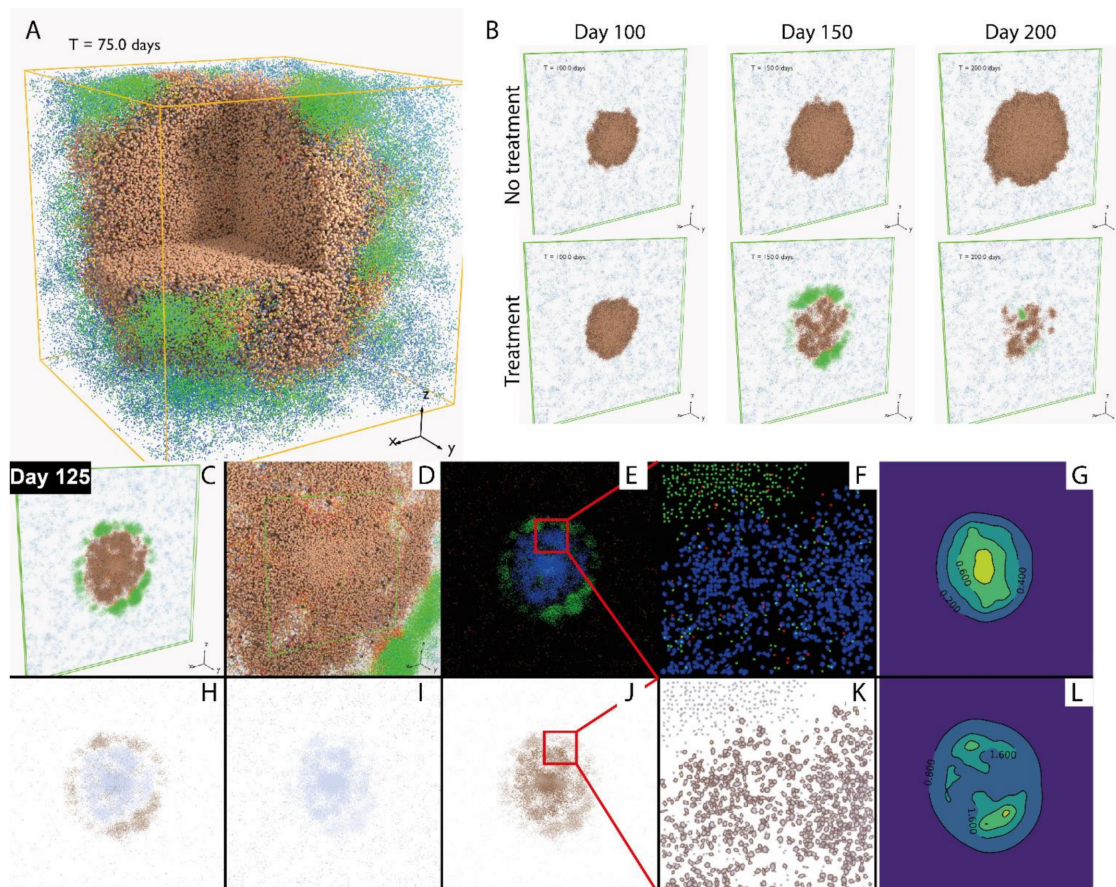 A
T = 75.0 days
z
x
y
B
Day 100
Day 150
Day 200
No treatment
T = 100.0 days
T = 150.0 days
T = 200.0 days
z
x
y
z
x
y
z
x
y
Treatment
T = 100.0 days
T = 150.0 days
T = 200.0 days
z
x
y
z
x
y
z
x
y
Day 125
C
D
E
F
G
z
x
y
z
x
y
0.600
0.400
0.200
H
I
J
K
L
0.800
1.600
1.600